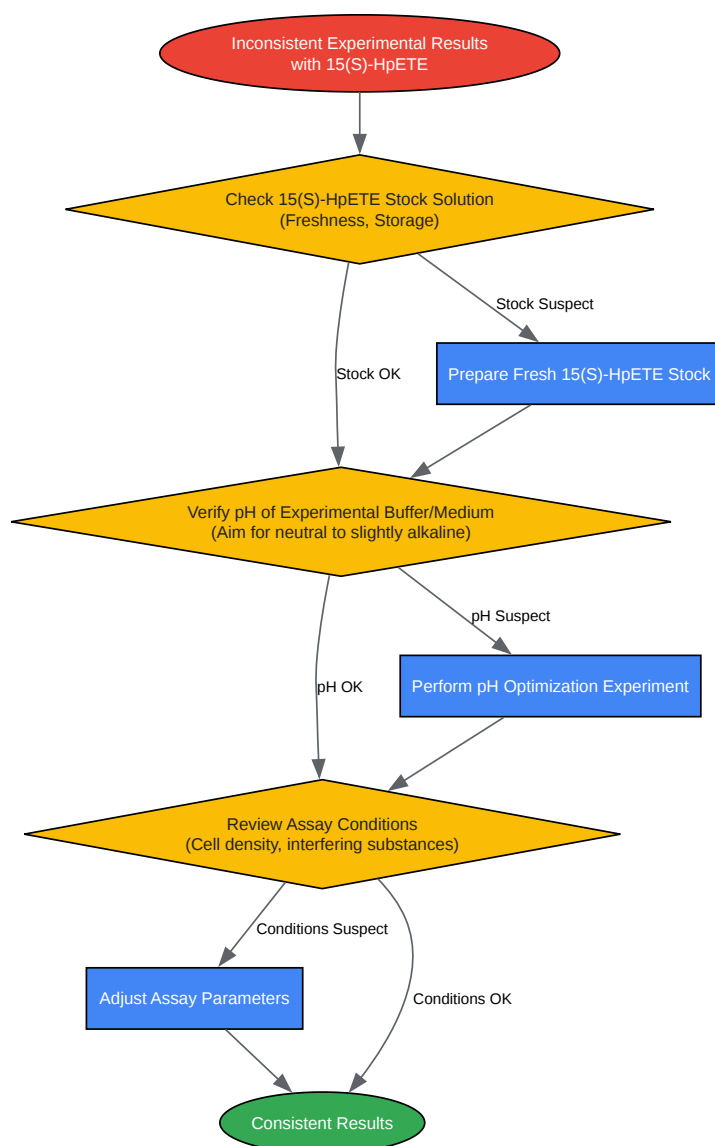 Inconsistent Experimental Results
with 15(S)-HpETE
Check 15(S)-HpETE Stock Solution
(Freshness, Storage)
Stock Suspect
Stock OK
Prepare Fresh 15(S)-HpETE Stock
Verify pH of Experimental Buffer/Medium
(Aim for neutral to slightly alkaline)
pH Suspect
pH OK
Perform pH Optimization Experiment
Review Assay Conditions
(Cell density, interfering substances)
Conditions Suspect
Adjust Assay Parameters
Conditions OK
Consistent Results